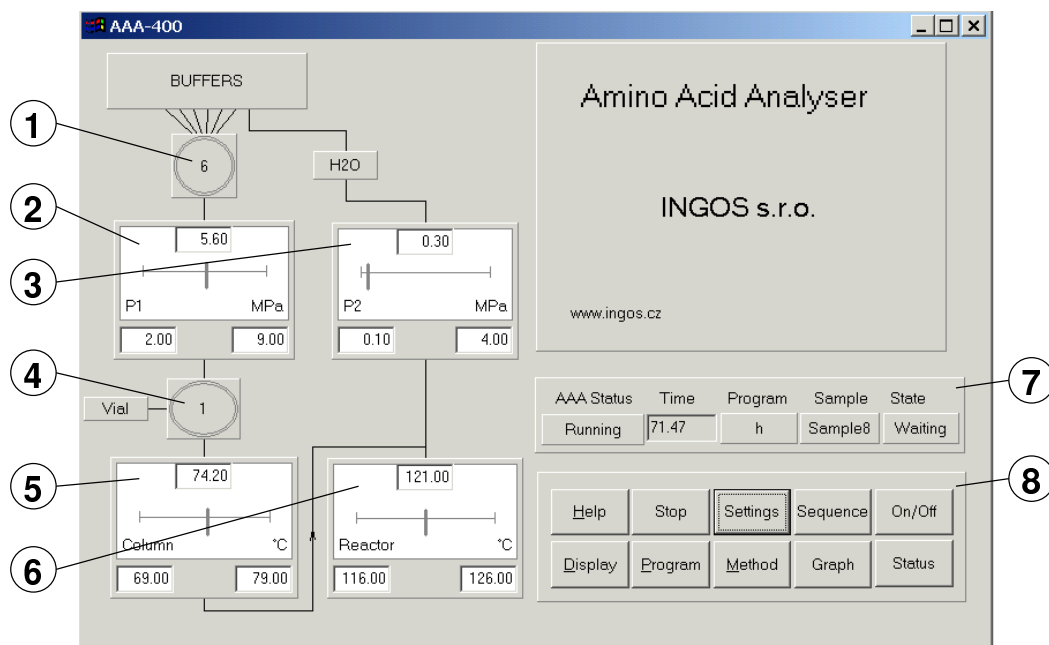 AAA-400
BUFFERS
Amino Acid Analyser
1
6
H2O
INGOS s.r.o.
2
5.60
0.30
3
P1 MPa
P2 MPa
www.ingos.cz
2.00 9.00
0.10 4.00
4
Vial
1
7
AAA Status Time Program Sample State
Running 71.47 h Sample8 Waiting
5
74.20
121.00
8
Help Stop Settings Sequence On/Off
Column °C
Reactor °C
6
Display Program Method Graph Status
69.00 79.00
116.00 126.00